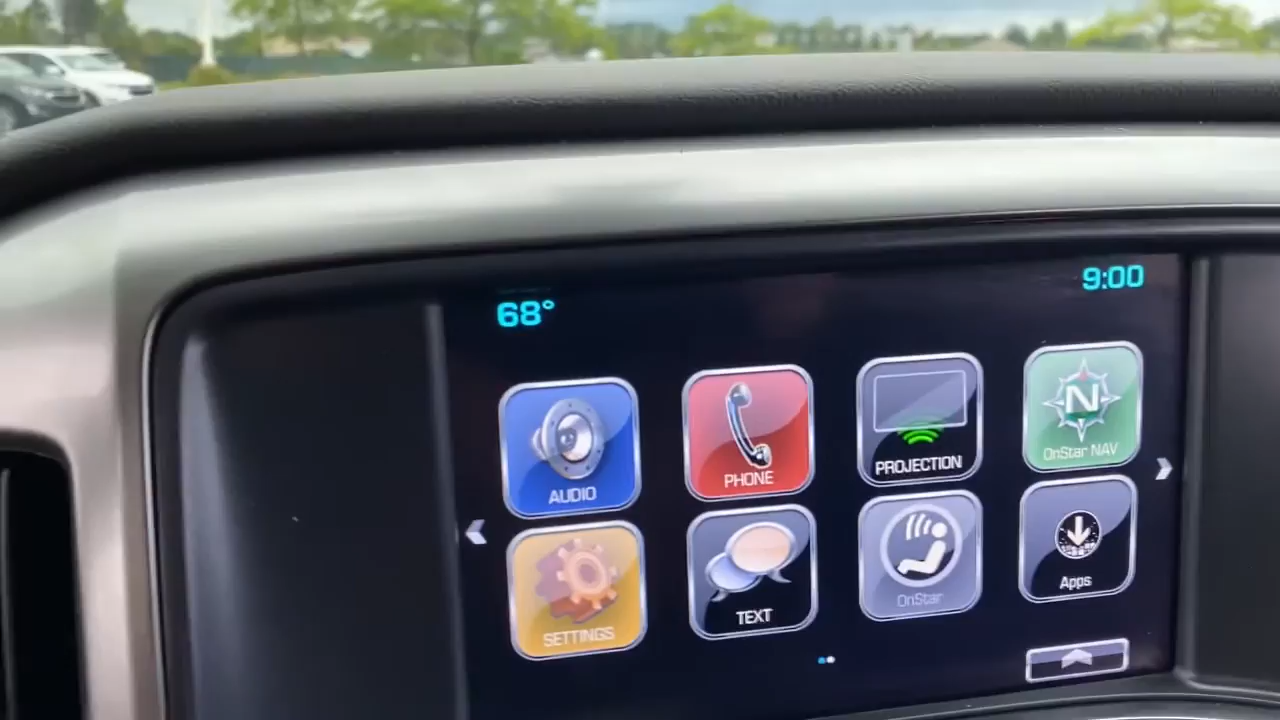 68°
9:00
AUDIO
PHONE
PROJECTION
N
OnStar NAV
SETTINGS
TEXT
OnStar
Apps